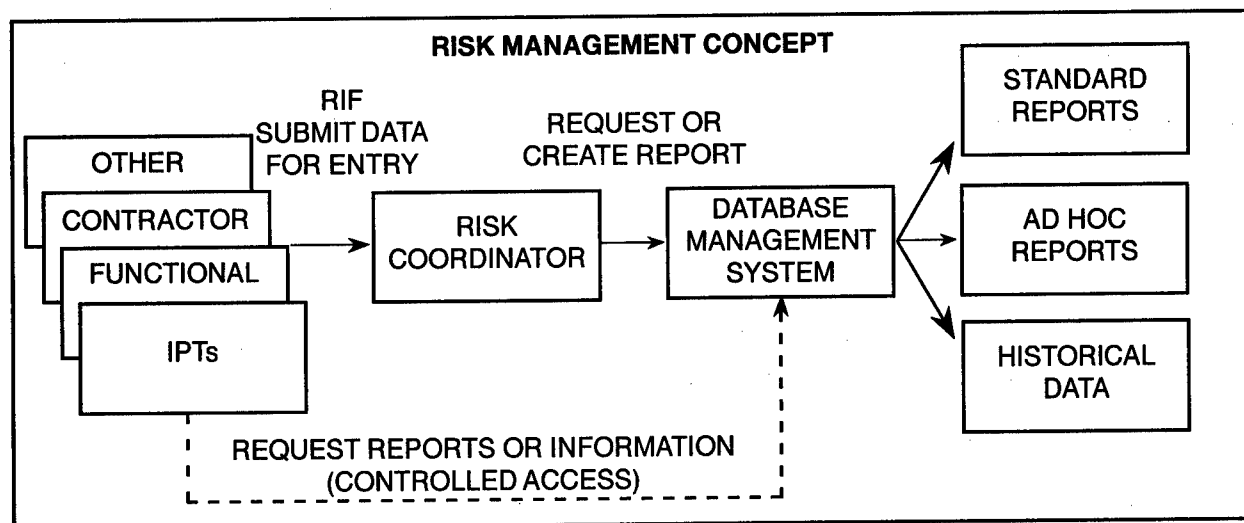 RISK MANAGEMENT CONCEPT
RIF
SUBMIT DATA
FOR ENTRY
OTHER
CONTRACTOR
FUNCTIONAL
IPTs
RISK
COORDINATOR
REQUEST OR
CREATE REPORT
DATABASE
MANAGEMENT
SYSTEM
STANDARD
REPORTS
AD HOC
REPORTS
HISTORICAL
DATA
REQUEST REPORTS OR INFORMATION
(CONTROLLED ACCESS)